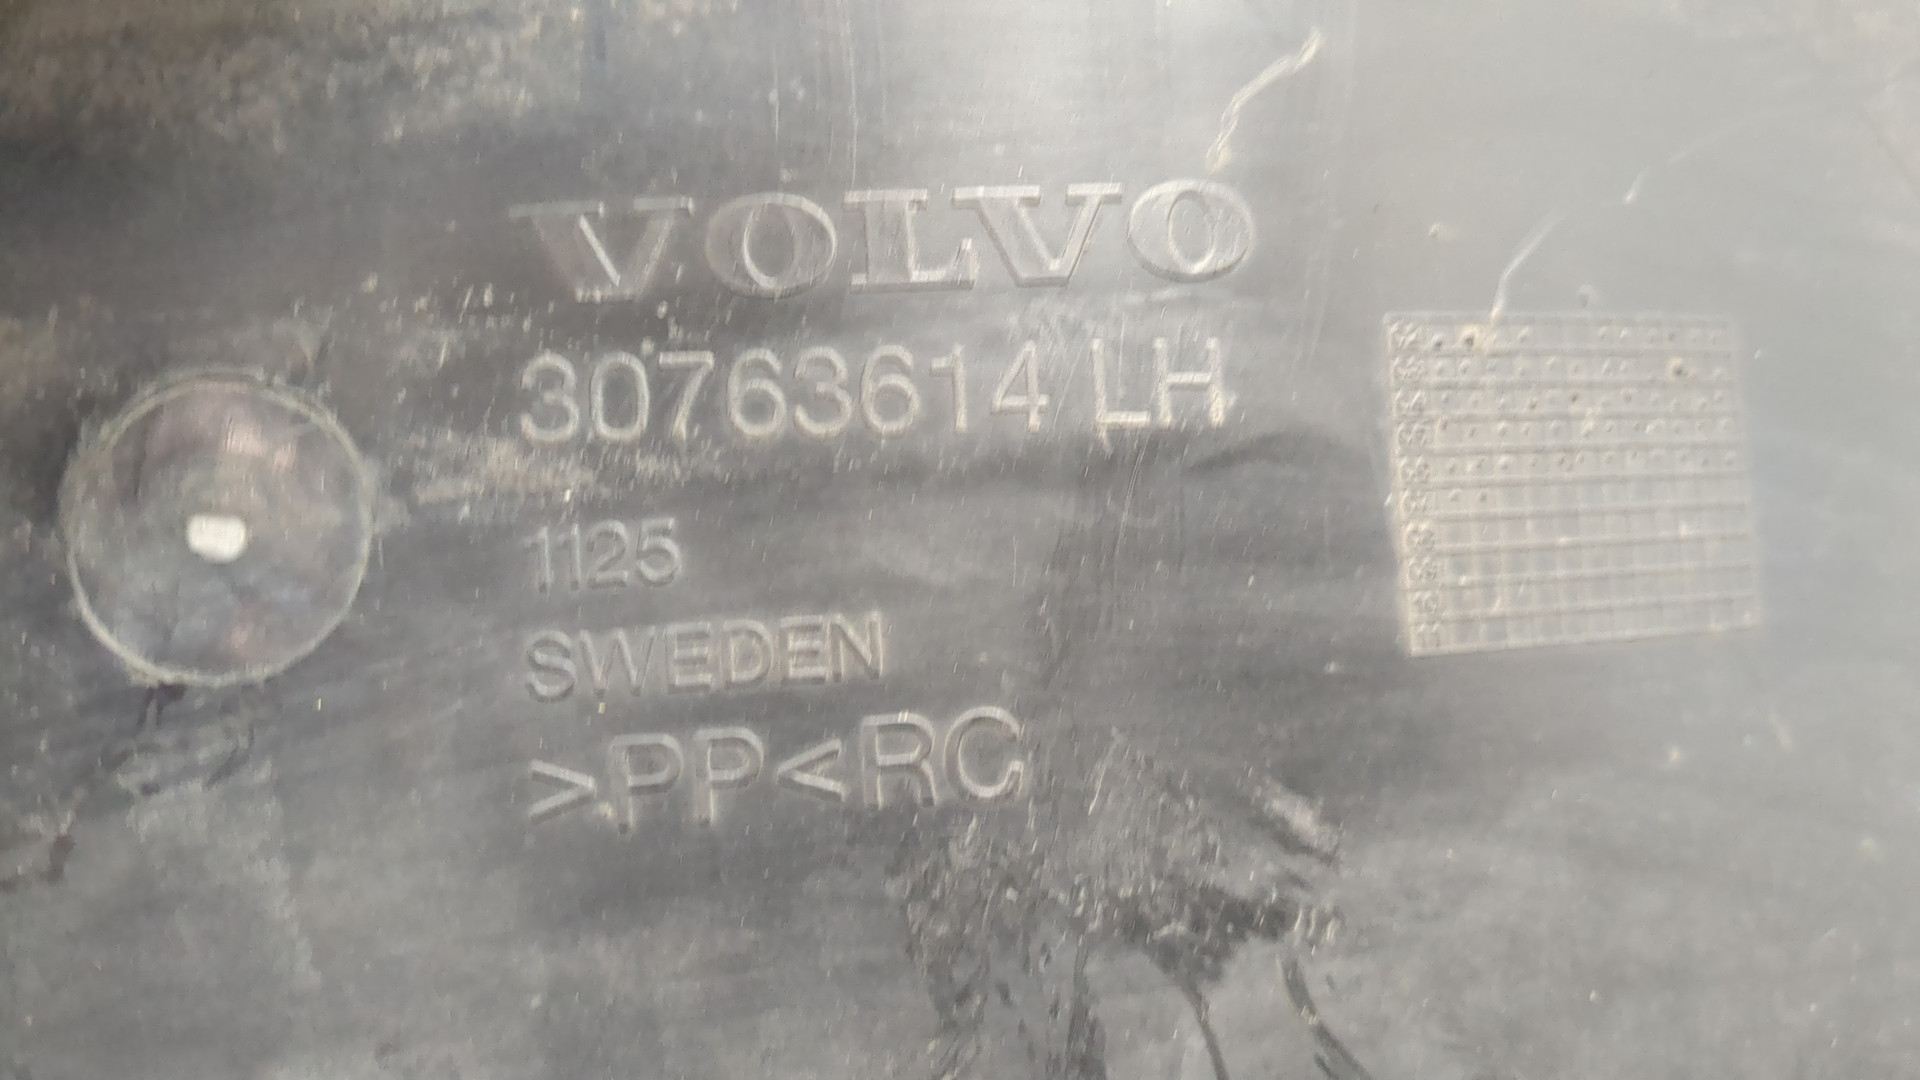 VOLVO
30763614 LH
1125
SWEDEN
>PP<RC